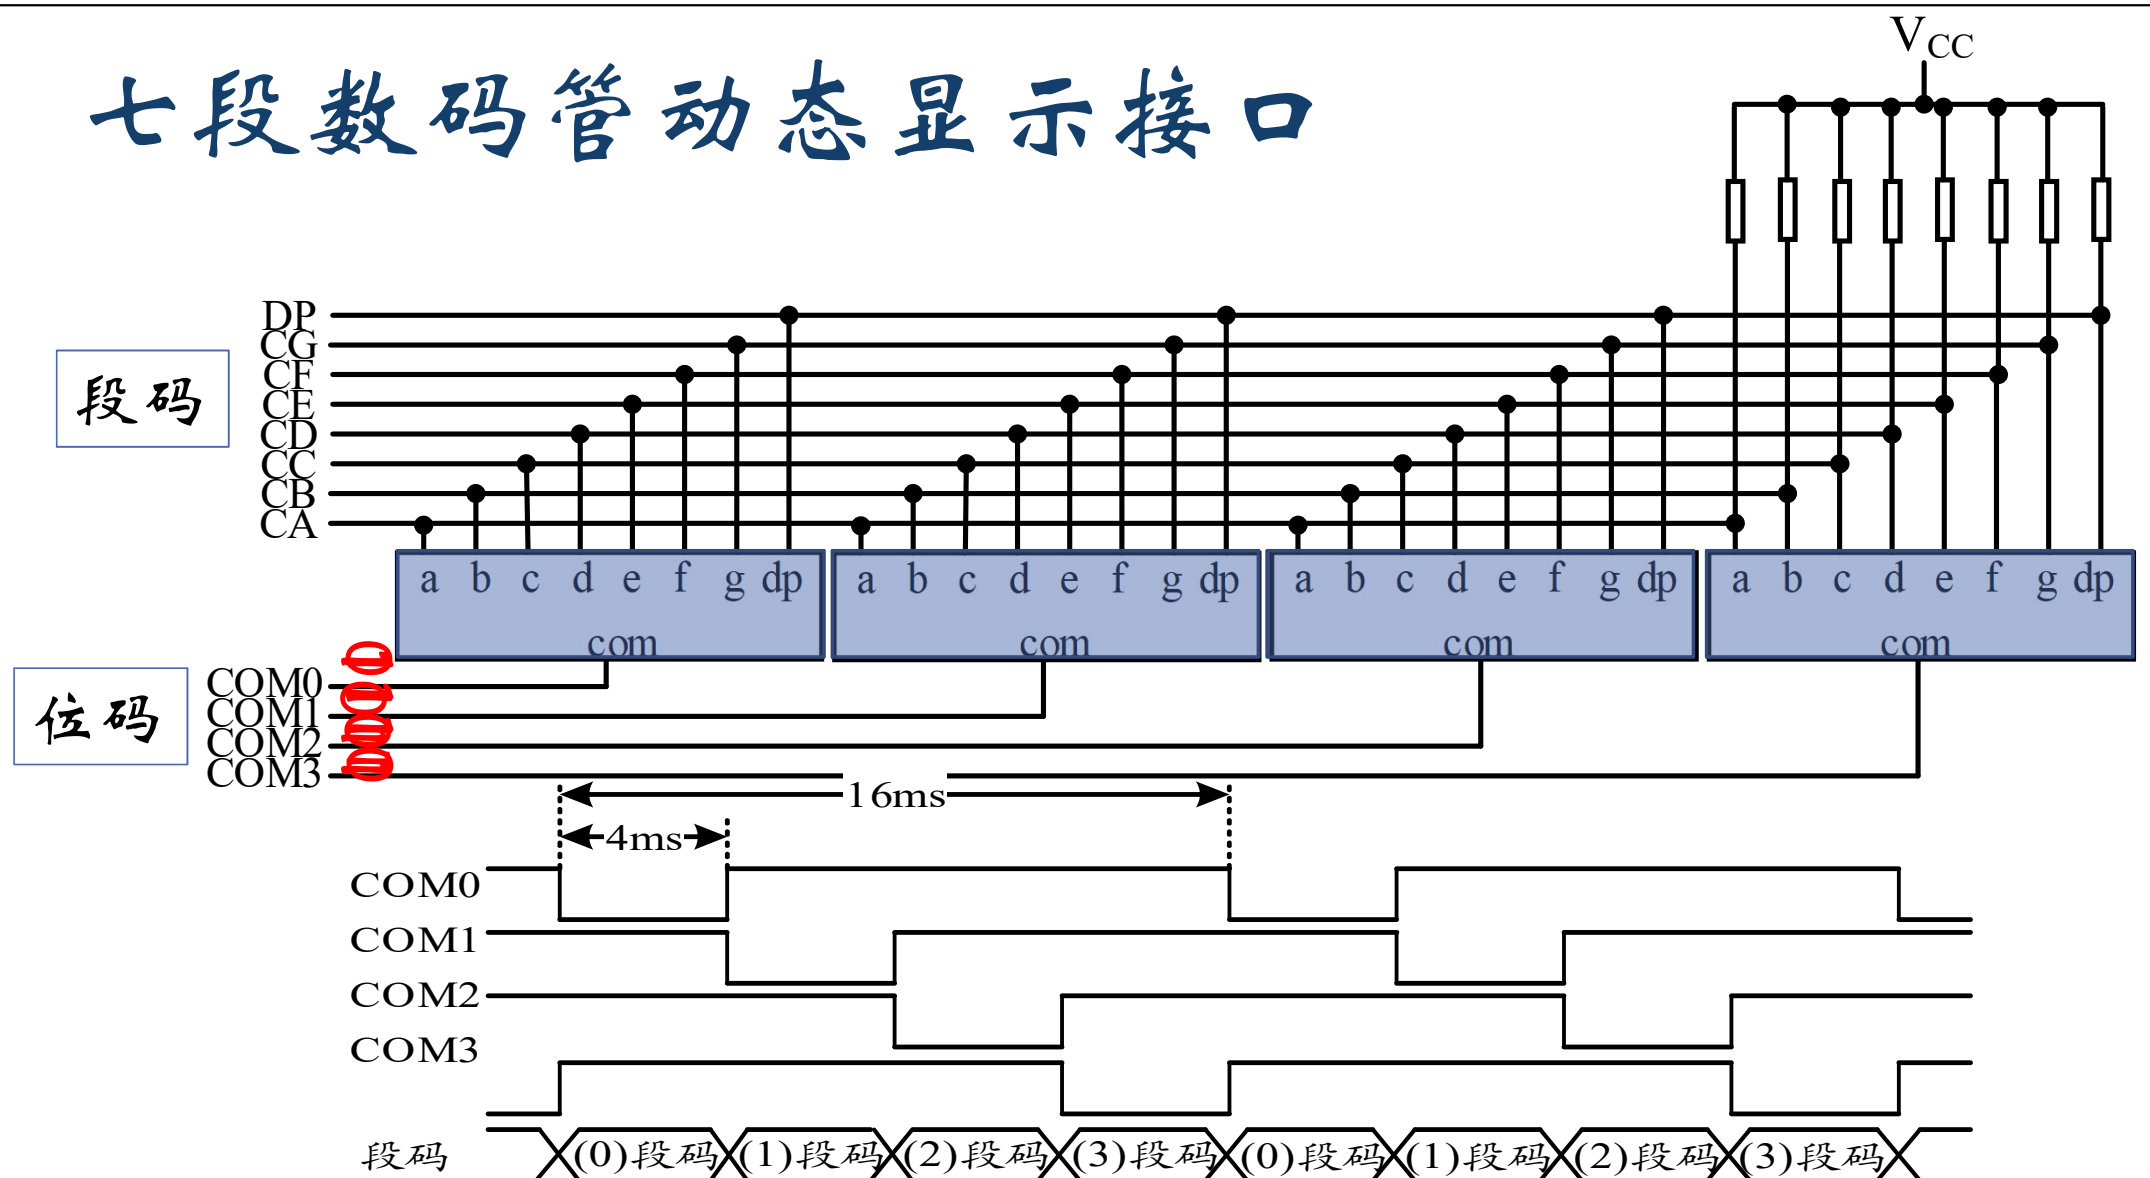 V_CC
七段数码管动态显示接口
DP
CG
CF
CE
CD
CC
CB
CA
段码
a b c d e f g dp a b c d e f g dp a b c d e f g dp a b c d e f g dp
com com com com
位码
COM0
COM1
COM2
COM3
16ms
4ms
COM0
COM1
COM2
COM3
段码 (0)段码 (1)段码 (2)段码 (3)段码 (0)段码 (1)段码 (2)段码 (3)段码